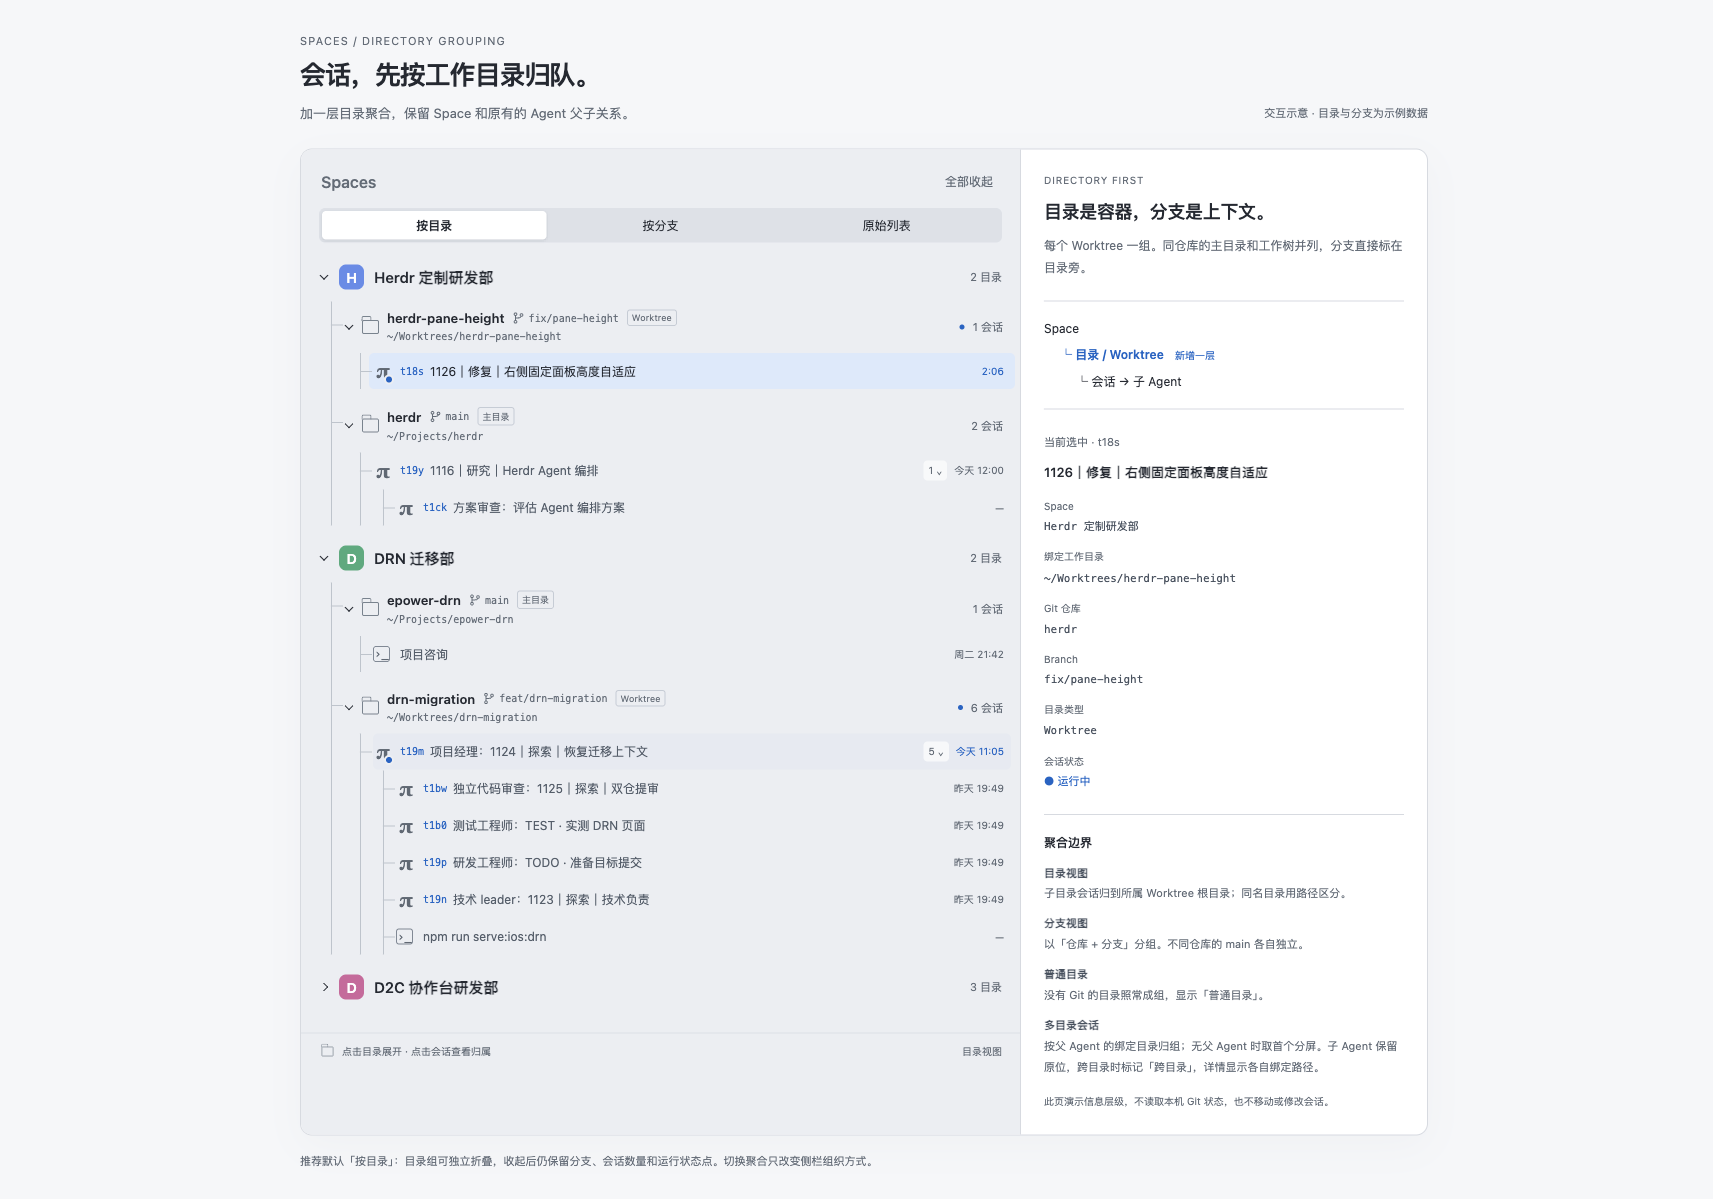 SPACES / DIRECTORY GROUPING
会话，先按工作目录归队。
加一层目录聚合，保留 Space 和原有的 Agent 父子关系。
交互示意 · 目录与分支为示例数据
Spaces
全部收起
按目录
按分支
原始列表
H Herdr 定制研发部
2 目录
herdr-pane-height fix/pane-height Worktree
~/Worktrees/herdr-pane-height
1 会话
t18s 1126｜修复｜右侧固定面板高度自适应
2:06
herdr main 主目录
~/Projects/herdr
2 会话
t19y 1116｜研究｜Herdr Agent 编排
1 今天 12:00
t1ck 方案审查：评估 Agent 编排方案
—
D DRN 迁移部
2 目录
epower-drn main 主目录
~/Projects/epower-drn
1 会话
项目咨询
周二 21:42
drn-migration feat/drn-migration Worktree
~/Worktrees/drn-migration
6 会话
t19m 项目经理：1124｜探索｜恢复迁移上下文
5 今天 11:05
t1bw 独立代码审查：1125｜探索｜双仓提审
昨天 19:49
t1b0 测试工程师：TEST · 实测 DRN 页面
昨天 19:49
t19p 研发工程师：TODO · 准备目标提交
昨天 19:49
t19n 技术 leader：1123｜探索｜技术负责
昨天 19:49
npm run serve:ios:drn
—
D D2C 协作台研发部
3 目录
点击目录展开 · 点击会话查看归属
目录视图
DIRECTORY FIRST
目录是容器，分支是上下文。
每个 Worktree 一组。同仓库的主目录和工作树并列，分支直接标在
目录旁。
Space
└ 目录 / Worktree 新增一层
└ 会话 → 子 Agent
当前选中 · t18s
1126｜修复｜右侧固定面板高度自适应
Space
Herdr 定制研发部
绑定工作目录
~/Worktrees/herdr-pane-height
Git 仓库
herdr
Branch
fix/pane-height
目录类型
Worktree
会话状态
运行中
聚合边界
目录视图
子目录会话归到所属 Worktree 根目录；同名目录用路径区分。
分支视图
以「仓库 + 分支」分组。不同仓库的 main 各自独立。
普通目录
没有 Git 的目录照常成组，显示「普通目录」。
多目录会话
按父 Agent 的绑定目录归组；无父 Agent 时取首个分屏。子 Agent 保留
原位，跨目录时标记「跨目录」，详情显示各自绑定路径。
此页演示信息层级，不读取本机 Git 状态，也不移动或修改会话。
推荐默认「按目录」：目录组可独立折叠，收起后仍保留分支、会话数量和运行状态点。切换聚合只改变侧栏组织方式。